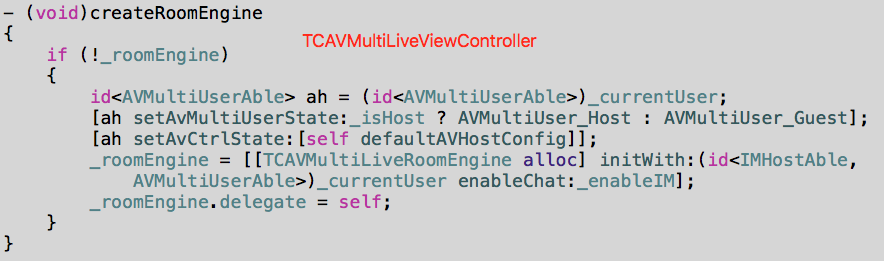 - (void)createRoomEngine
{
TCAVMultiLiveViewController
if (!_roomEngine)
{
id<AVMultiUserAble> ah = (id<AVMultiUserAble>)_currentUser;
[ah setAvMultiUserState:_isHost ? AVMultiUser_Host : AVMultiUser_Guest];
[ah setAvCtrlState:[self defaultAVHostConfig]];
_roomEngine = [[TCAVMultiLiveRoomEngine alloc] initWith:(id<IMHostAble,
AVMultiUserAble>)_currentUser enableChat:_enableIM];
_roomEngine.delegate = self;
}
}